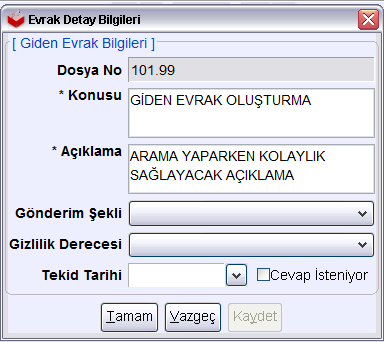 Evrak Detay Bilgileri
[ Giden Evrak Bilgileri ]
Dosya No 101.99
* Konusu GİDEN EVRAK OLUŞTURMA
* Açıklama ARAMA YAPARKEN KOLAYLIK
SAĞLAYACAK AÇIKLAMA
Gönderim Şekli
Gizlilik Derecesi
Tekid Tarihi Cevap İsteniyor
Tamam Vazgeç Kaydet